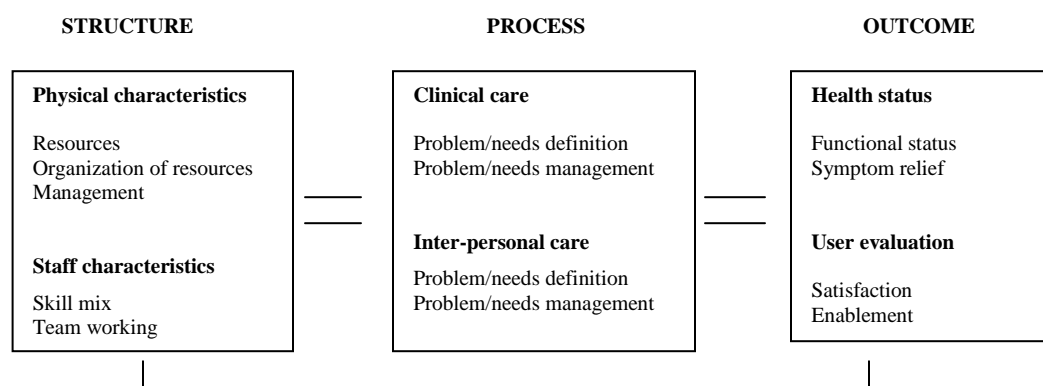 STRUCTURE
PROCESS
OUTCOME
Physical characteristics
Resources
Organization of resources
Management
Staff characteristics
Skill mix
Team working
Clinical care
Problem/needs definition
Problem/needs management
Inter-personal care
Problem/needs definition
Problem/needs management
Health status
Functional status
Symptom relief
User evaluation
Satisfaction
Enablement